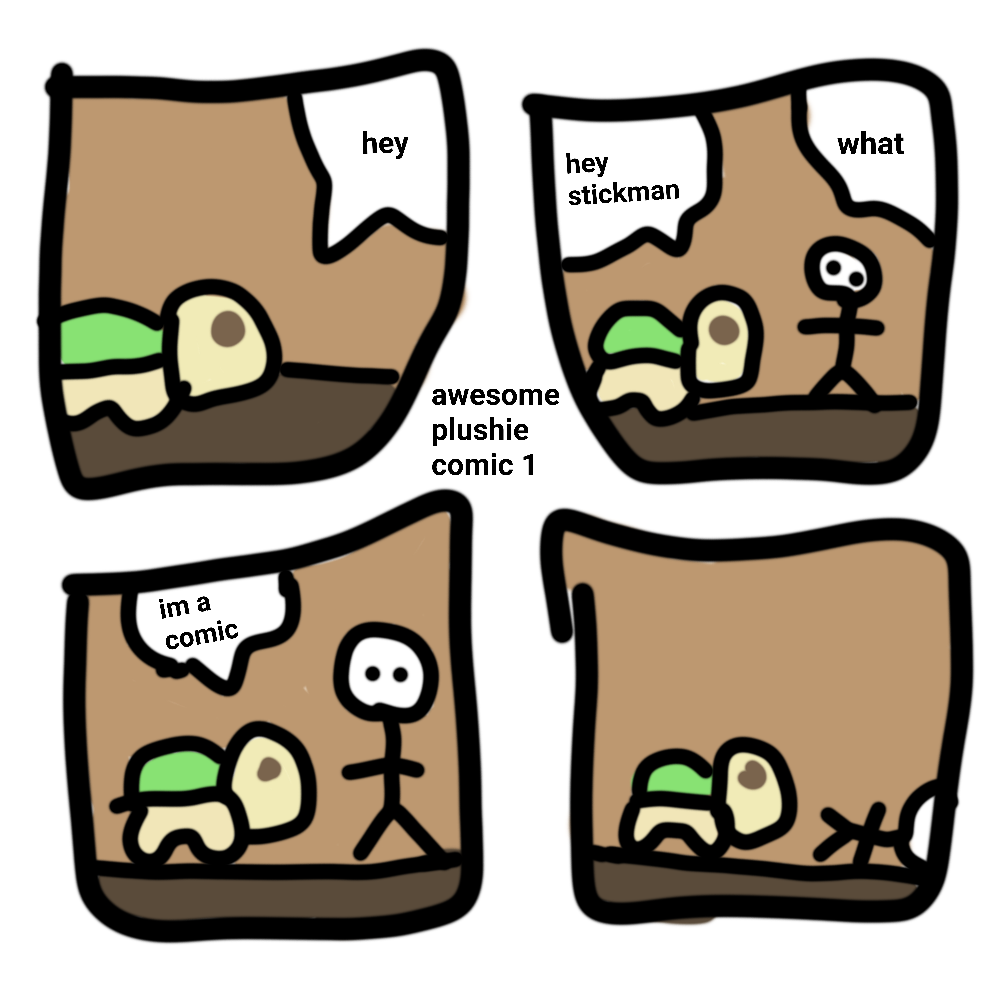 hey
hey
stickman
what
awesome
plushie
comic 1
im a
comic